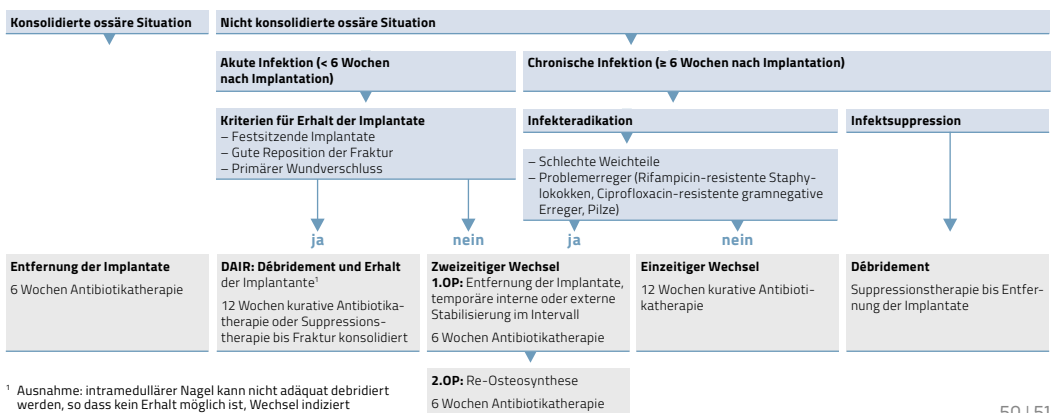 Konsolidierte ossäre Situation
Nicht konsolidierte ossäre Situation
Akute Infektion (< 6 Wochen
nach Implantation)
Chronische Infektion (≥ 6 Wochen nach Implantation)
Kriterien für Erhalt der Implantate
– Festsitzende Implantate
– Gute Reposition der Fraktur
– Primärer Wundverschluss
Infekteradikation
Infektsuppression
– Schlechte Weichteile
– Problemerreger (Rifampicin-resistente Staphy-
lokokken, Ciprofloxacin-resistente gramnegative
Erreger, Pilze)
ja
nein
ja
nein
Entfernung der Implantate
6 Wochen Antibiotikatherapie
DAIR: Débridement und Erhalt
der Implantante¹
12 Wochen kurative Antibiotika-
therapie oder Suppressions-
therapie bis Fraktur konsolidiert
Zweizeitiger Wechsel
1.OP: Entfernung der Implantate,
temporäre interne oder externe
Stabilisierung im Intervall
6 Wochen Antibiotikatherapie
Einzeitiger Wechsel
12 Wochen kurative Antibioti-
katherapie
Débridement
Suppressionstherapie bis Entfer-
nung der Implantate
2.OP: Re-Osteosynthese
6 Wochen Antibiotikatherapie
¹ Ausnahme: intramedullärer Nagel kann nicht adäquat debridiert
werden, so dass kein Erhalt möglich ist, Wechsel indiziert
50 | 51